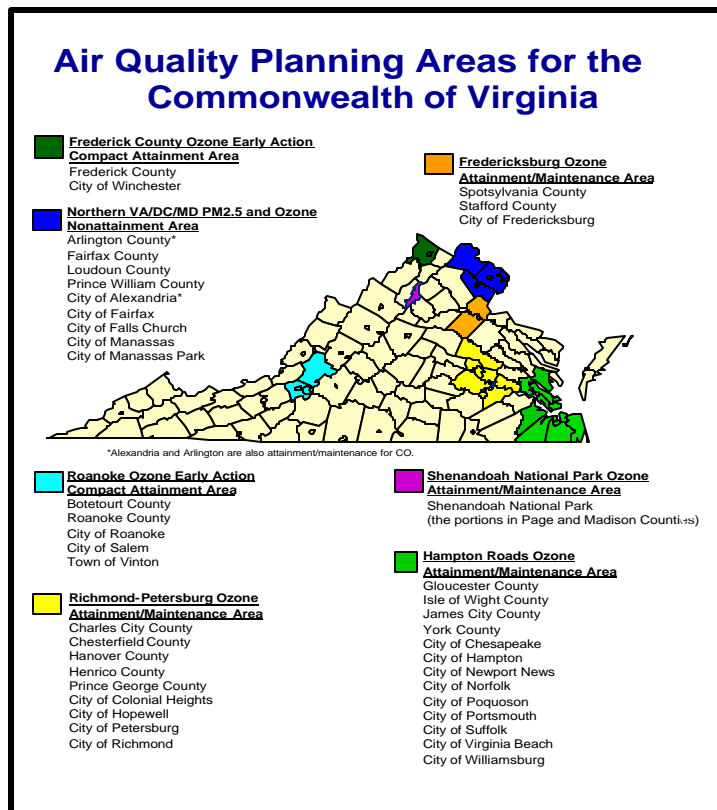 Air Quality Planning Areas for the
Commonwealth of Virginia
Frederick County Ozone Early Action
Compact Attainment Area
Frederick County
City of Winchester
Northern VA/DC/MD PM2.5 and Ozone
Nonattainment Area
Arlington County*
Fairfax County
Loudoun County
Prince William County
City of Alexandria*
City of Fairfax
City of Falls Church
City of Manassas
City of Manassas Park
Fredericksburg Ozone
Attainment/Maintenance Area
Spotsylvania County
Stafford County
City of Fredericksburg
*Alexandria and Arlington are also attainment/maintenance for CO.
Roanoke Ozone Early Action
Compact Attainment Area
Botetourt County
Roanoke County
City of Roanoke
City of Salem
Town of Vinton
Richmond-Petersburg Ozone
Attainment/Maintenance Area
Charles City County
Chesterfield County
Hanover County
Henrico County
Prince George County
City of Colonial Heights
City of Hopewell
City of Petersburg
City of Richmond
Shenandoah National Park Ozone
Attainment/Maintenance Area
Shenandoah National Park
(the portions in Page and Madison Counties)
Hampton Roads Ozone
Attainment/Maintenance Area
Gloucester County
Isle of Wight County
James City County
York County
City of Chesapeake
City of Hampton
City of Newport News
City of Norfolk
City of Poquoson
City of Portsmouth
City of Suffolk
City of Virginia Beach
City of Williamsburg